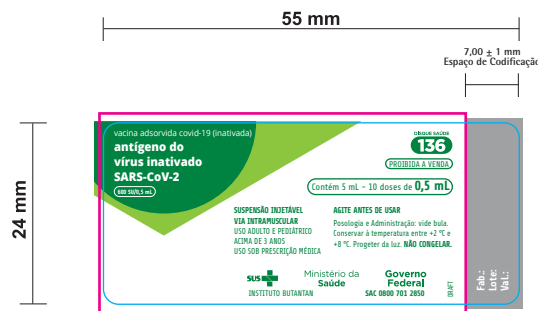 55 mm
7,00 ± 1 mm
Espaço de Codificação
24 mm
vacina adsorvida covid-19 (inativada)
antígeno do
vírus inativado
SARS-CoV-2
600 SU/0,5 mL
DISQUE SAÚDE
136
PROIBIDA A VENDA
Contém 5 mL - 10 doses de 0,5 mL
SUSPENSÃO INJETÁVEL
VIA INTRAMUSCULAR
USO ADULTO E PEDIÁTRICO
ACIMA DE 3 ANOS
USO SOB PRESCRIÇÃO MÉDICA
AGITE ANTES DE USAR
Posologia e Administração: vide bula.
Conservar à temperatura entre +2 °C e
+8 °C. Progeter da luz. NÃO CONGELAR.
SUS
INSTITUTO BUTANTAN
Ministério da
Saúde
Governo
Federal
SAC 0800 701 2850
DRAFT
Fab.:
Lote:
Val.: